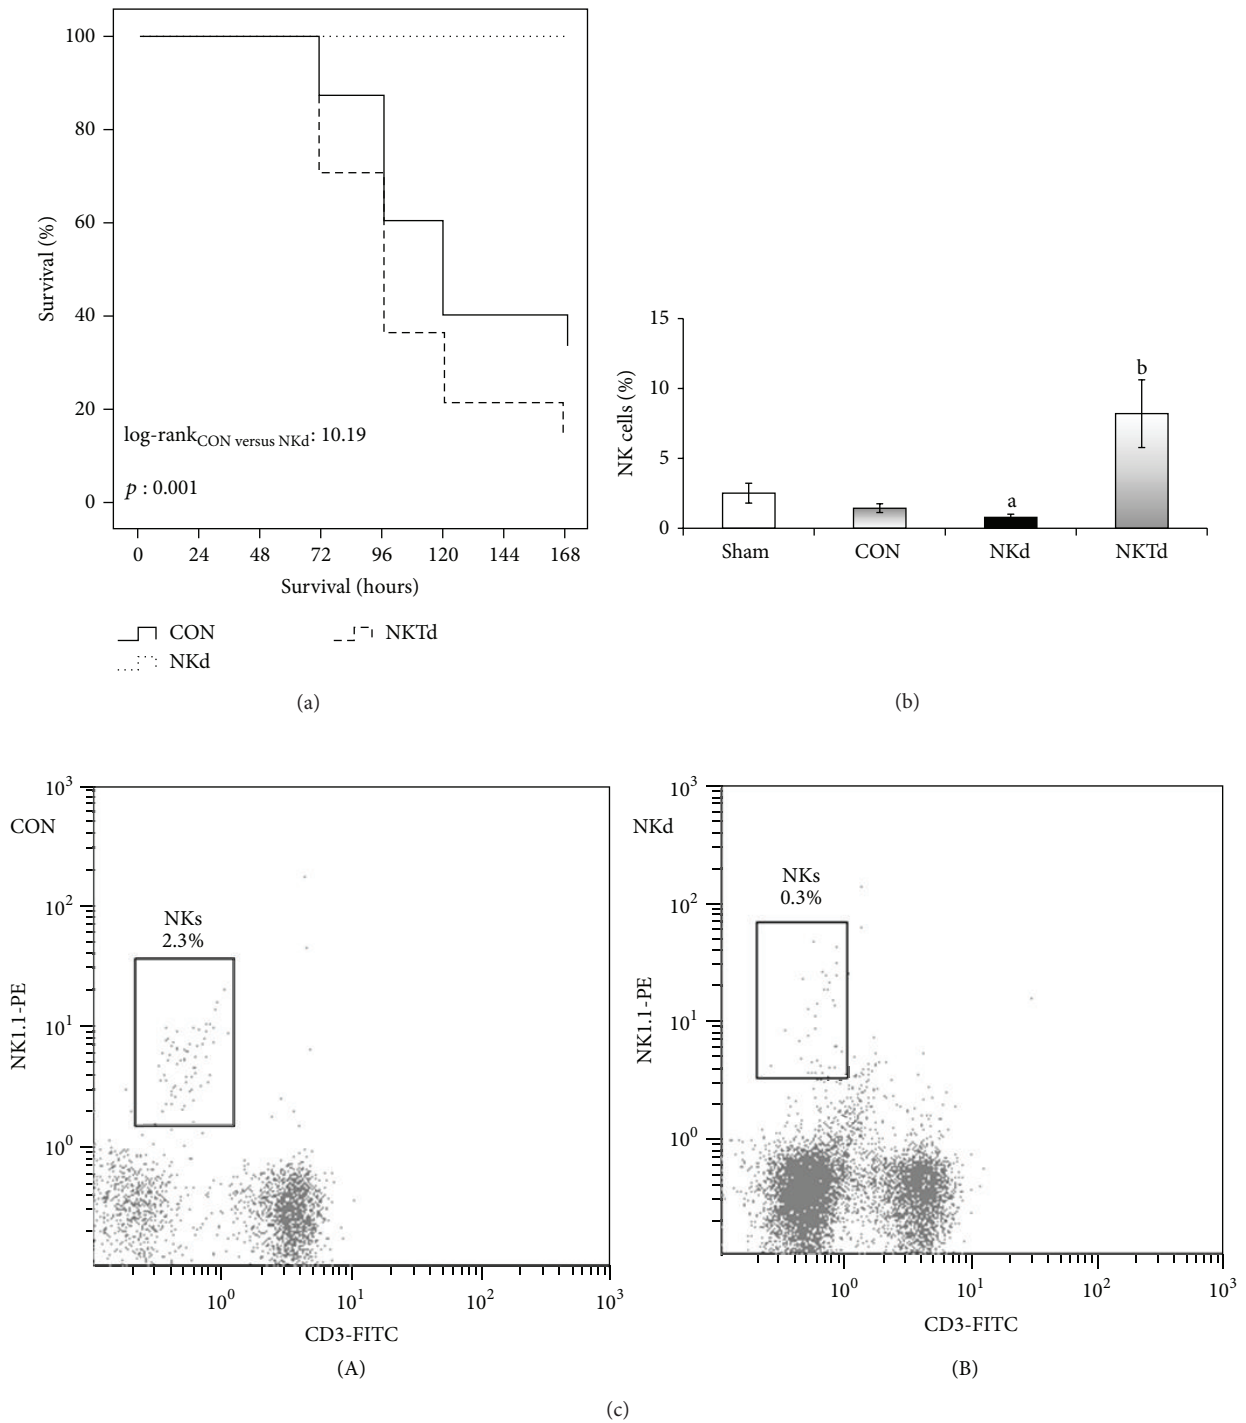 100
80
60
40
20
0
Survival (%)
log-rank CON versus NKd: 10.19
p : 0.001
0 24 48 72 96 120 144 168
Survival (hours)
CON NKTd
NKd
(a)
15
10
5
0
NK cells (%)
a
b
Sham CON NKd NKTd
(b)
CON
10³
10²
10¹
10⁰
NK1.1-PE
NKs
2.3%
10⁰ 10¹ 10² 10³
CD3-FITC
(A)
NKd
10³
10²
10¹
10⁰
NK1.1-PE
NKs
0.3%
10⁰ 10¹ 10² 10³
CD3-FITC
(B)
(c)